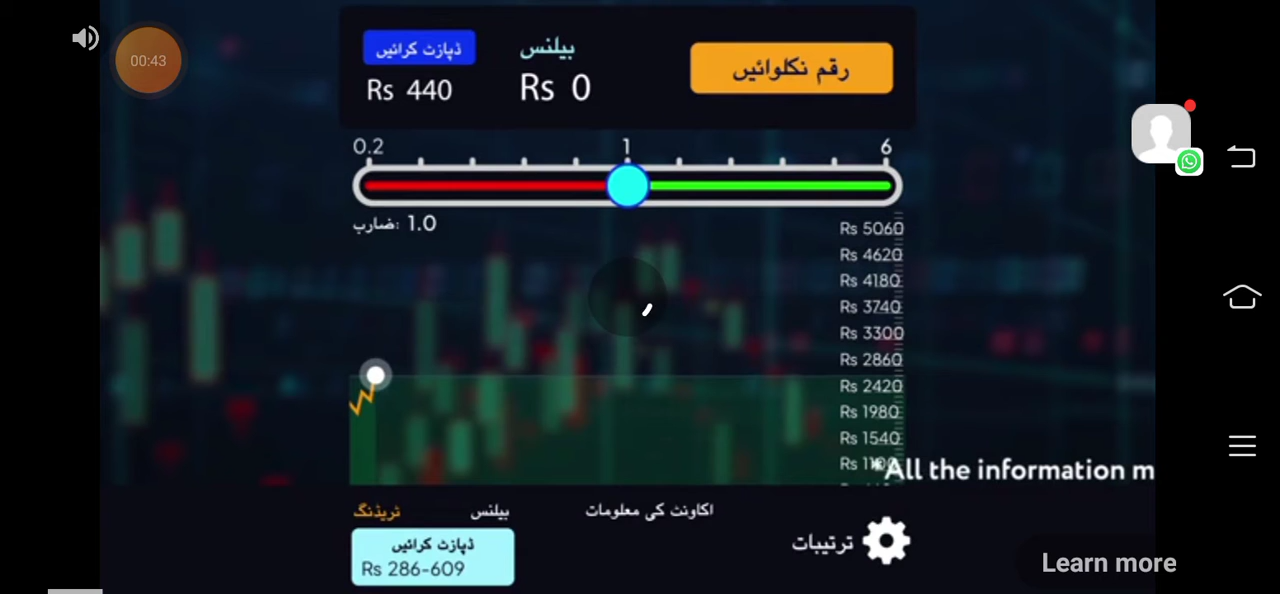 00:43
ڈپازٹ کرائیں
Rs 440
بیلنس
Rs 0
رقم نکلوائیں
0.2
1
6
ضارب: 1.0
Rs 5060
Rs 4620
Rs 4180
Rs 3740
Rs 3300
Rs 2860
Rs 2420
Rs 1980
Rs 1540
*All the information m
ٹریڈنگ
بیلنس
اکاونٹ کی معلومات
ڈپازٹ کرائیں
Rs 286-609
ترتیبات
Learn more